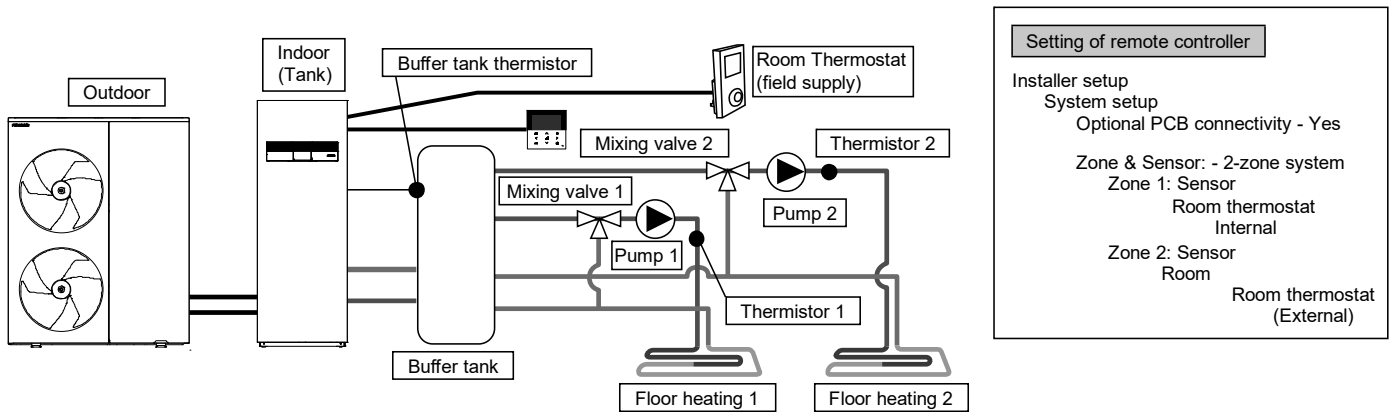 Outdoor
Indoor
(Tank)
Buffer tank thermistor
Room Thermostat
(field supply)
Mixing valve 2
Thermistor 2
Mixing valve 1
Pump 2
Pump 1
Thermistor 1
Buffer tank
Floor heating 1
Floor heating 2
Setting of remote controller
Installer setup
System setup
Optional PCB connectivity - Yes
Zone & Sensor: - 2-zone system
Zone 1: Sensor
Room thermostat
Internal
Zone 2: Sensor
Room
Room thermostat
(External)